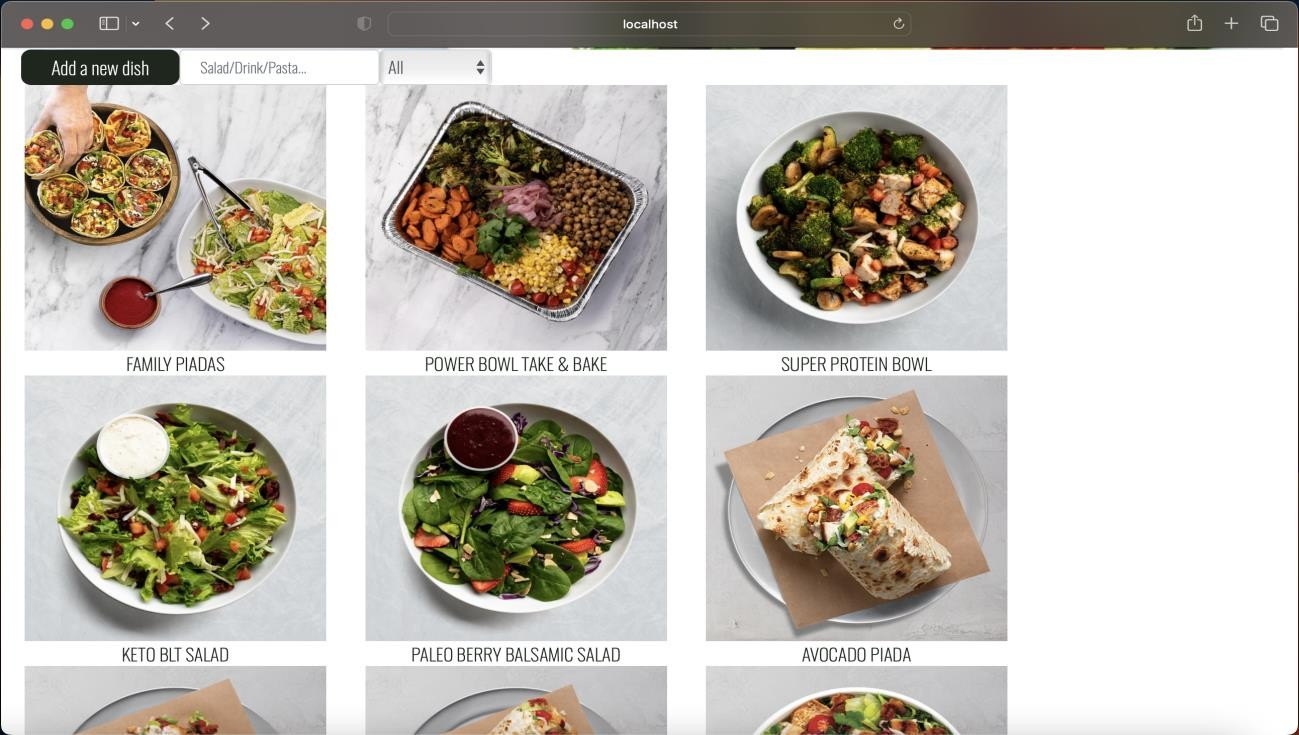 localhost
Add a new dish
Salad/Drink/Pasta...
All
FAMILY PIADAS
POWER BOWL TAKE & BAKE
SUPER PROTEIN BOWL
KETO BLT SALAD
PALEO BERRY BALSAMIC SALAD
AVOCADO PIADA